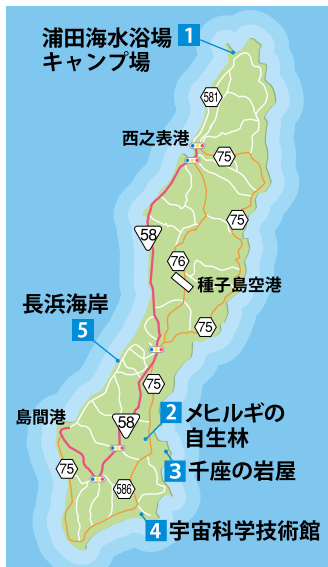 浦田海水浴場
キャンプ場
1
581
西之表港
75
75
58
76
種子島空港
長浜海岸
5
75
75
2
メヒルギの
自生林
島間港
58
3
千座の岩屋
75
586
4
宇宙科学技術館